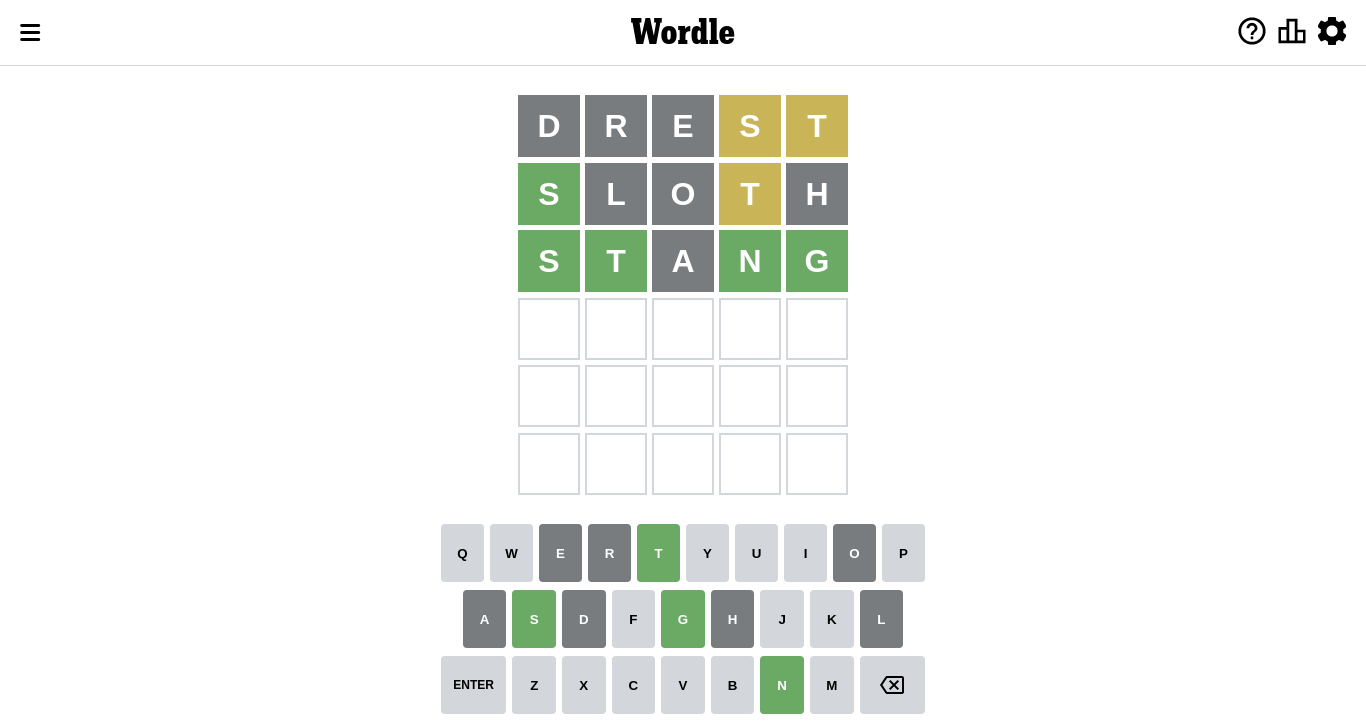 Wordle
D R E S T
S L O T H
S T A N G
Q W E R T Y U I O P
A S D F G H J K L
ENTER Z X C V B N M